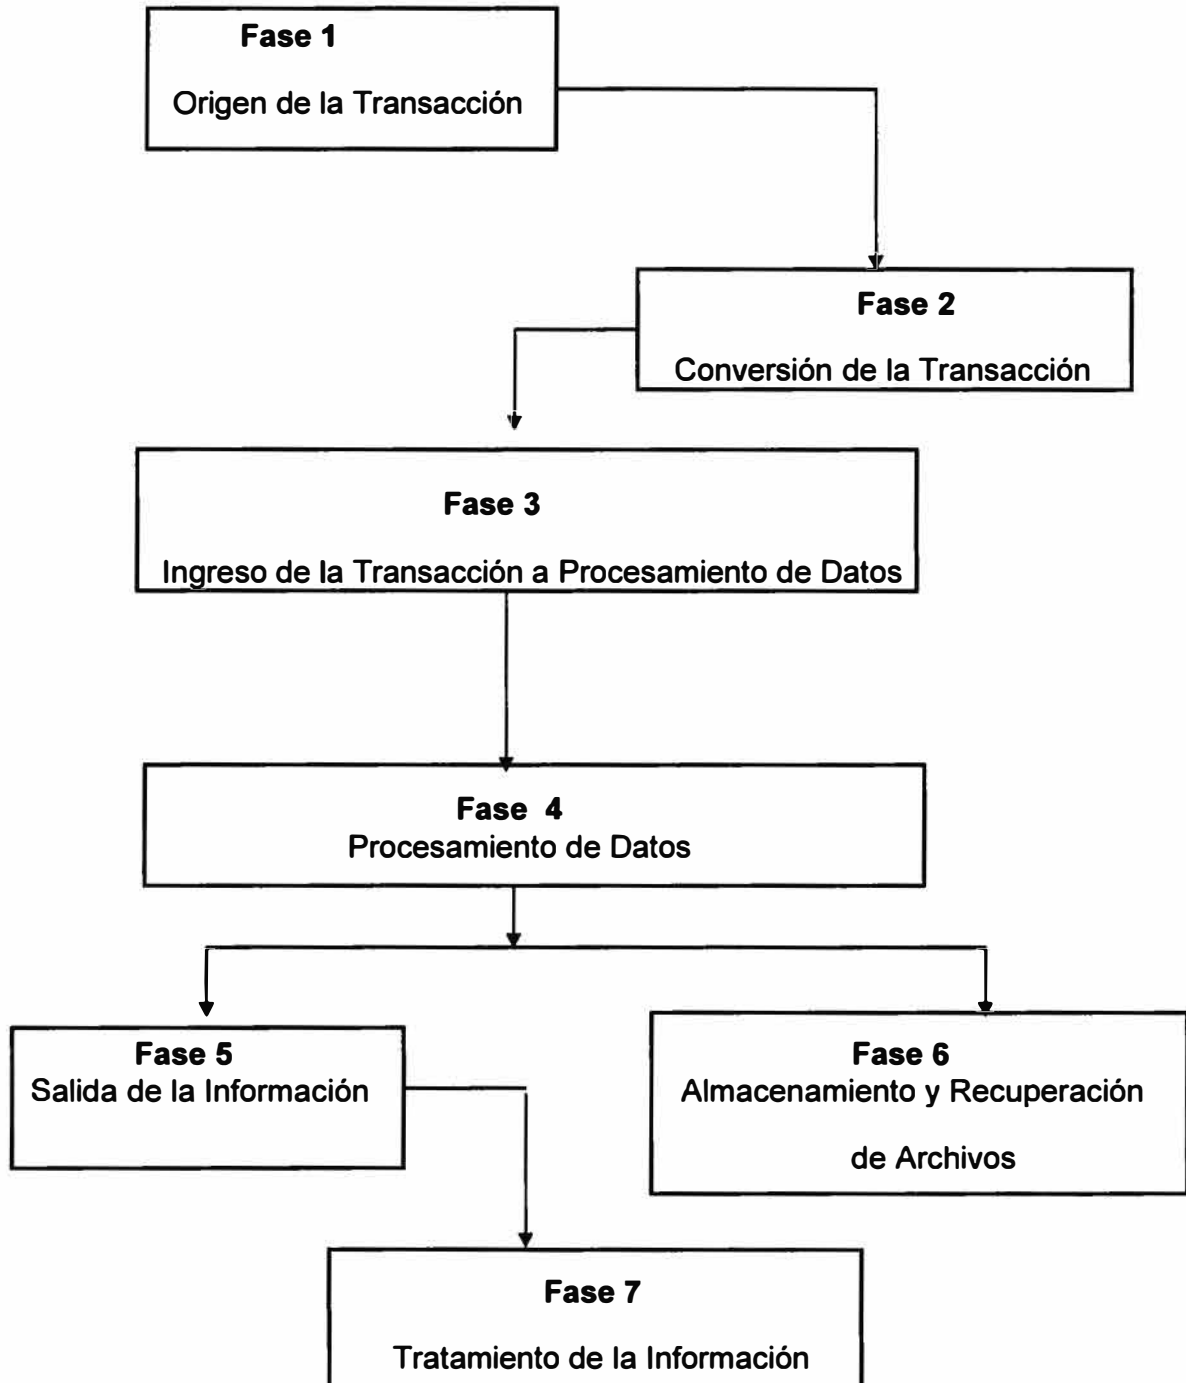 Fase 1
Origen de la Transacción
Fase 2
Conversión de la Transacción
Fase 3
Ingreso de la Transacción a Procesamiento de Datos
Fase 4
Procesamiento de Datos
Fase 5
Salida de la Información
Fase 6
Almacenamiento y Recuperación
de Archivos
Fase 7
Tratamiento de la Información